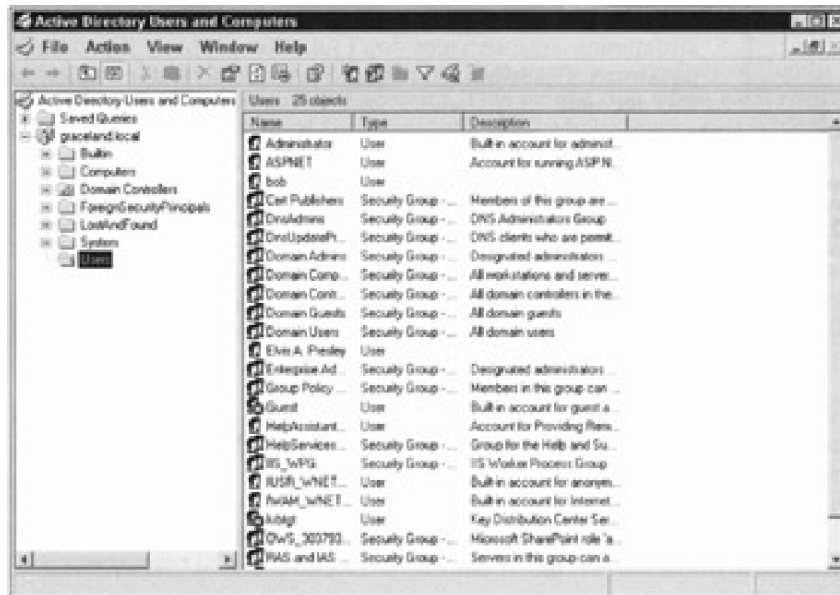 Active Directory Users and Computers
File Action View Window Help
Active Directory Users and Computers
Saved Queries
graceland.local
Builtin
Computers
Domain Controllers
ForeignSecurityPrincipals
LostAndFound
System
Users
Users 25 objects
Name Type Description
Administrator User Built-in account for administ...
ASPNET User Account for running ASP.N...
bob User
Cert Publishers Security Group - ... Members of this group are ...
DnsAdmins Security Group - ... DNS Administrators Group
DnsUpdatePr... Security Group - ... DNS clients who are permit...
Domain Admins Security Group - ... Designated administrators ...
Domain Comp... Security Group - ... All workstations and server...
Domain Contr... Security Group - ... All domain controllers in the...
Domain Guests Security Group - ... All domain guests
Domain Users Security Group - ... All domain users
Elvis A. Presley User
Enterprise Ad... Security Group - ... Designated administrators ...
Group Policy ... Security Group - ... Members in this group can ...
Guest User Built-in account for guest a...
HelpAssistant... User Account for Providing Rem...
HelpServices... Security Group - ... Group for the Help and Su...
IIS_WPG Security Group - ... IIS Worker Process Group
IUSR_WNET... User Built-in account for anonym...
IWAM_WNET... User Built-in account for Internet...
krbtgt User Key Distribution Center Ser...
Security Group - ... Microsoft SharePoint role 'a...
RAS and IAS ... Security Group - ... Servers in this group can a...